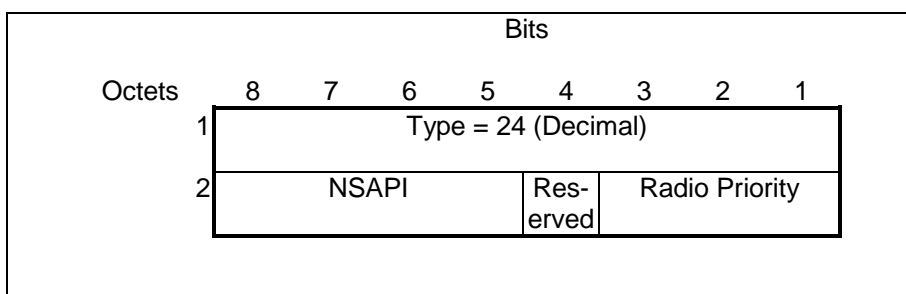 Bits
Octets 8 7 6 5 4 3 2 1
1 Type = 24 (Decimal)
2 NSAPI Res- Radio Priority
erved